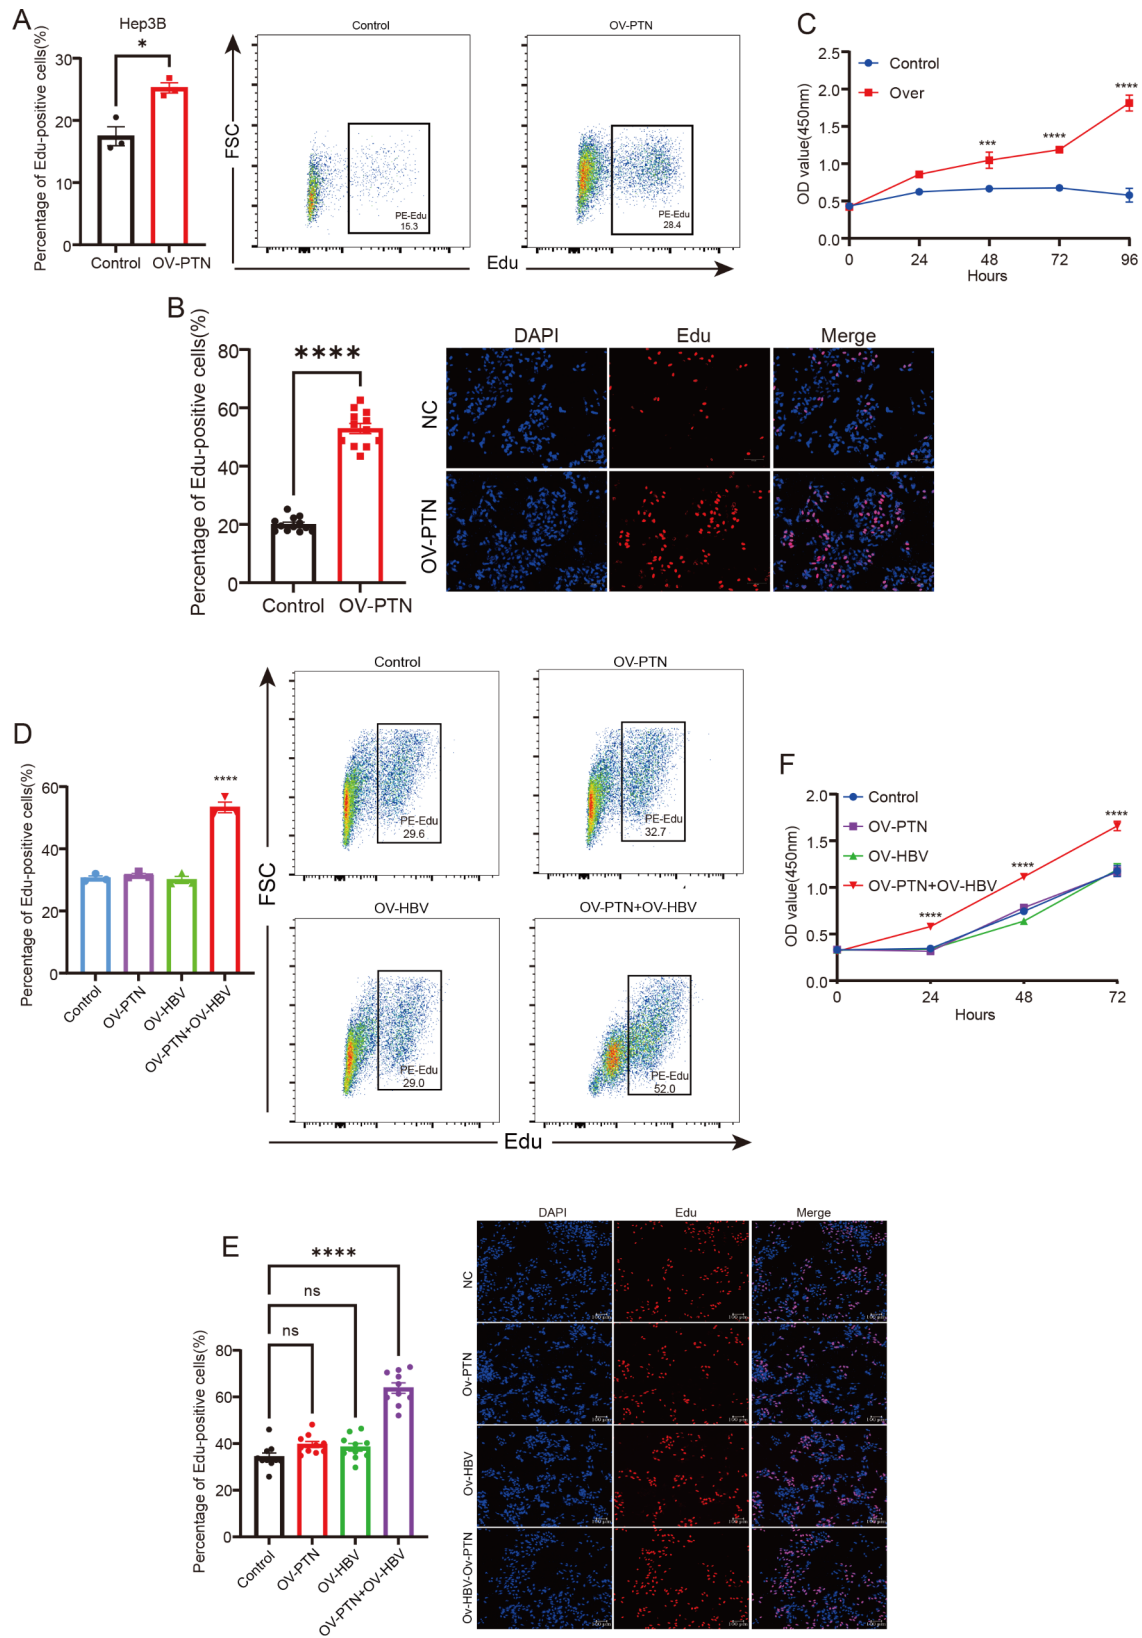 A
Hep3B
*
Percentage of Edu-positive cells(%)
30
20
10
0
Control
OV-PTN
Control
OV-PTN
FSC
PE-Edu
15.3
PE-Edu
28.4
Edu
C
Control
Over
OD value(450nm)
2.5
2.0
1.5
1.0
0.5
0.0
***
****
****
0
24
48
72
96
Hours
B
Percentage of Edu-positive cells(%)
80
60
40
20
0
****
Control
OV-PTN
DAPI
Edu
Merge
NC
OV-PTN
D
Percentage of Edu-positive cells(%)
60
40
20
0
****
Control
OV-PTN
OV-HBV
OV-PTN+OV-HBV
Control
OV-PTN
FSC
PE-Edu
29.6
PE-Edu
32.7
OV-HBV
OV-PTN+OV-HBV
PE-Edu
29.0
PE-Edu
52.0
Edu
F
Control
OV-PTN
OV-HBV
OV-PTN+OV-HBV
OD value(450nm)
2.0
1.5
1.0
0.5
0.0
****
****
****
0
24
48
72
Hours
E
Percentage of Edu-positive cells(%)
80
60
40
20
0
****
ns
ns
Control
OV-PTN
OV-HBV
OV-PTN+OV-HBV
DAPI
Edu
Merge
NC
Ov-PTN
Ov-HBV
Ov-HBV-Ov-PTN